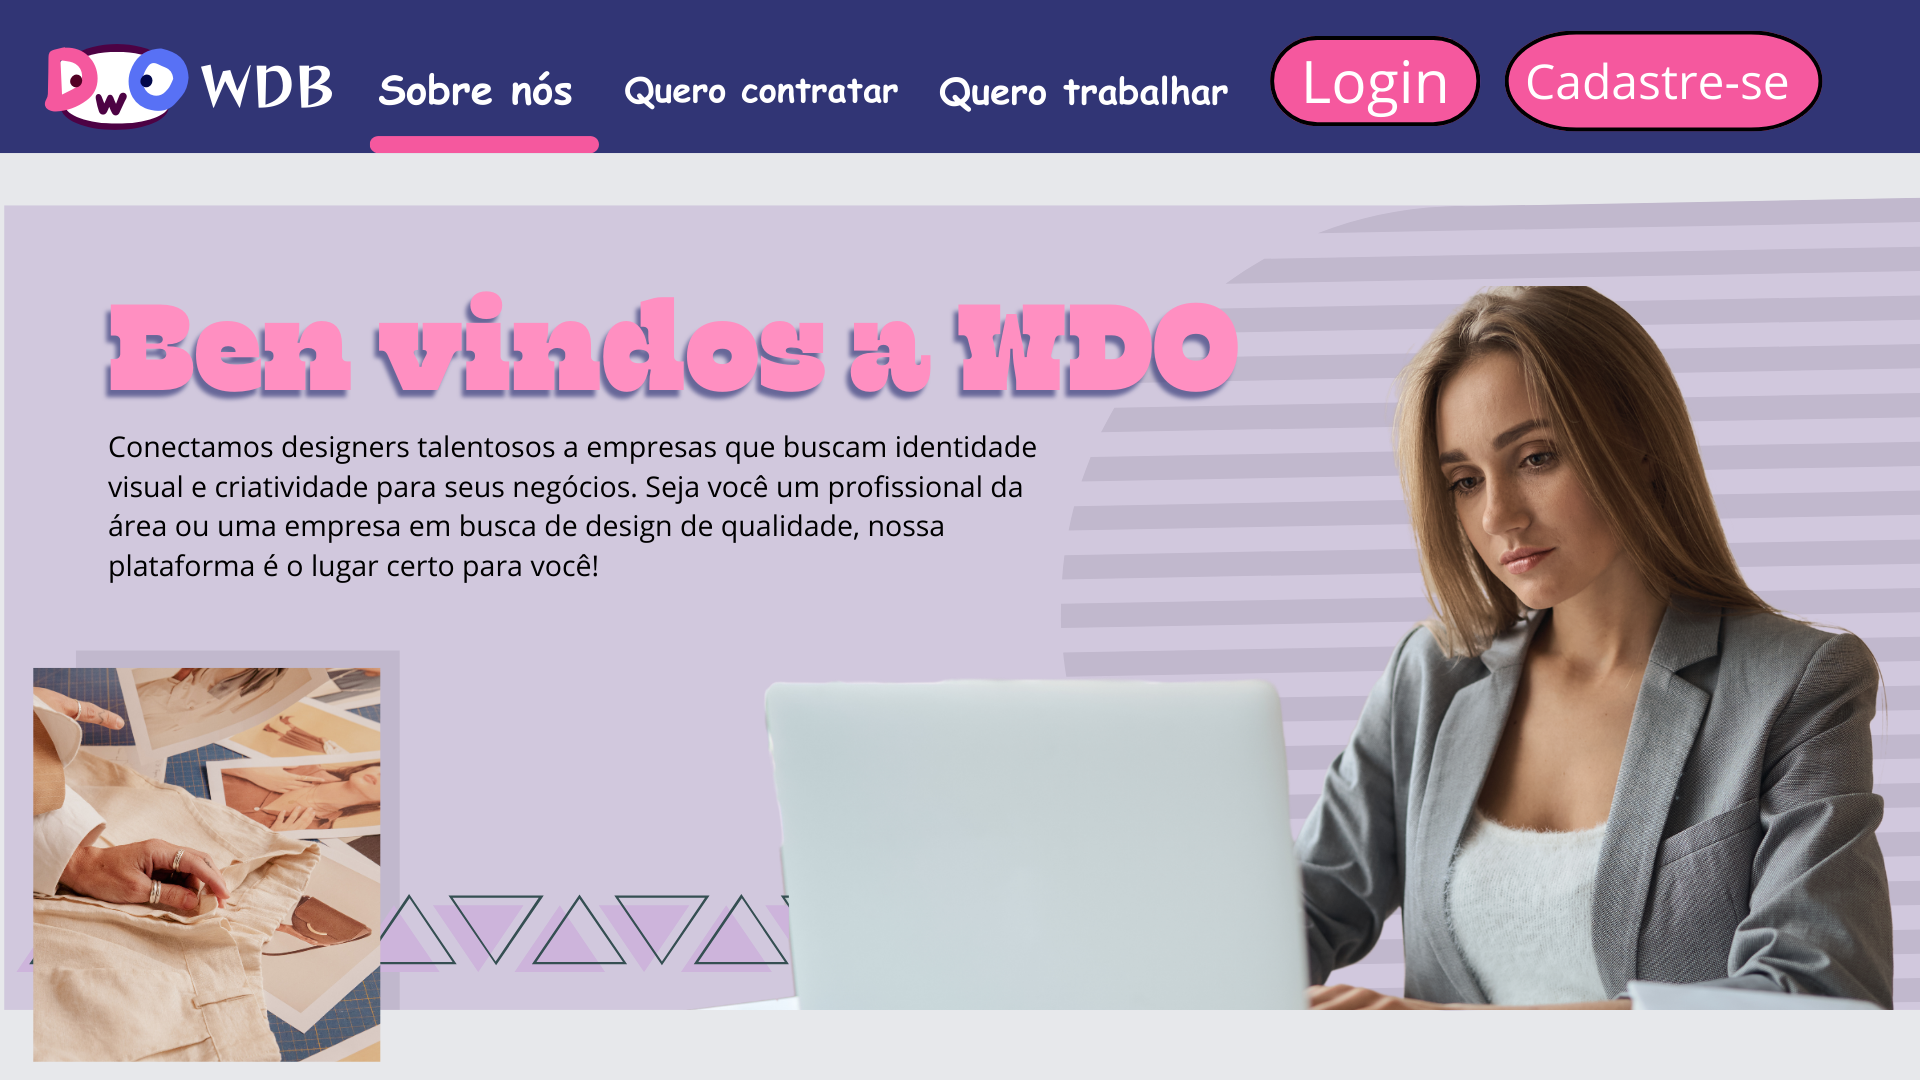 DWO WDB Sobre nós Quero contratar Quero trabalhar Login Cadastre-se
Ben vindos a WDO
Conectamos designers talentosos a empresas que buscam identidade
visual e criatividade para seus negócios. Seja você um profissional da
área ou uma empresa em busca de design de qualidade, nossa
plataforma é o lugar certo para você!